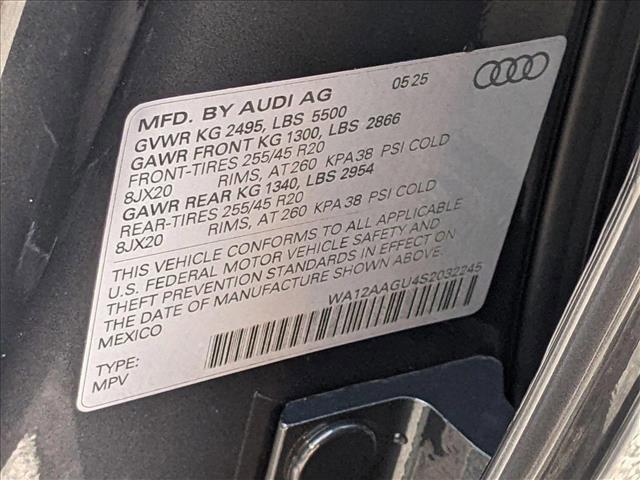 MFD. BY AUDI AG 05 25
GVWR KG 2495, LBS 5500
GAWR FRONT KG 1300, LBS 2866
FRONT-TIRES 255/45 R20
8JX20 RIMS, AT 260 KPA 38 PSI COLD
GAWR REAR KG 1340, LBS 2954
REAR-TIRES 255/45 R20
8JX20 RIMS, AT 260 KPA 38 PSI COLD
THIS VEHICLE CONFORMS TO ALL APPLICABLE
U.S. FEDERAL MOTOR VEHICLE SAFETY AND
THEFT PREVENTION STANDARDS IN EFFECT ON
THE DATE OF MANUFACTURE SHOWN ABOVE.
MEXICO
WA12AAGU4S2032245
TYPE:
MPV